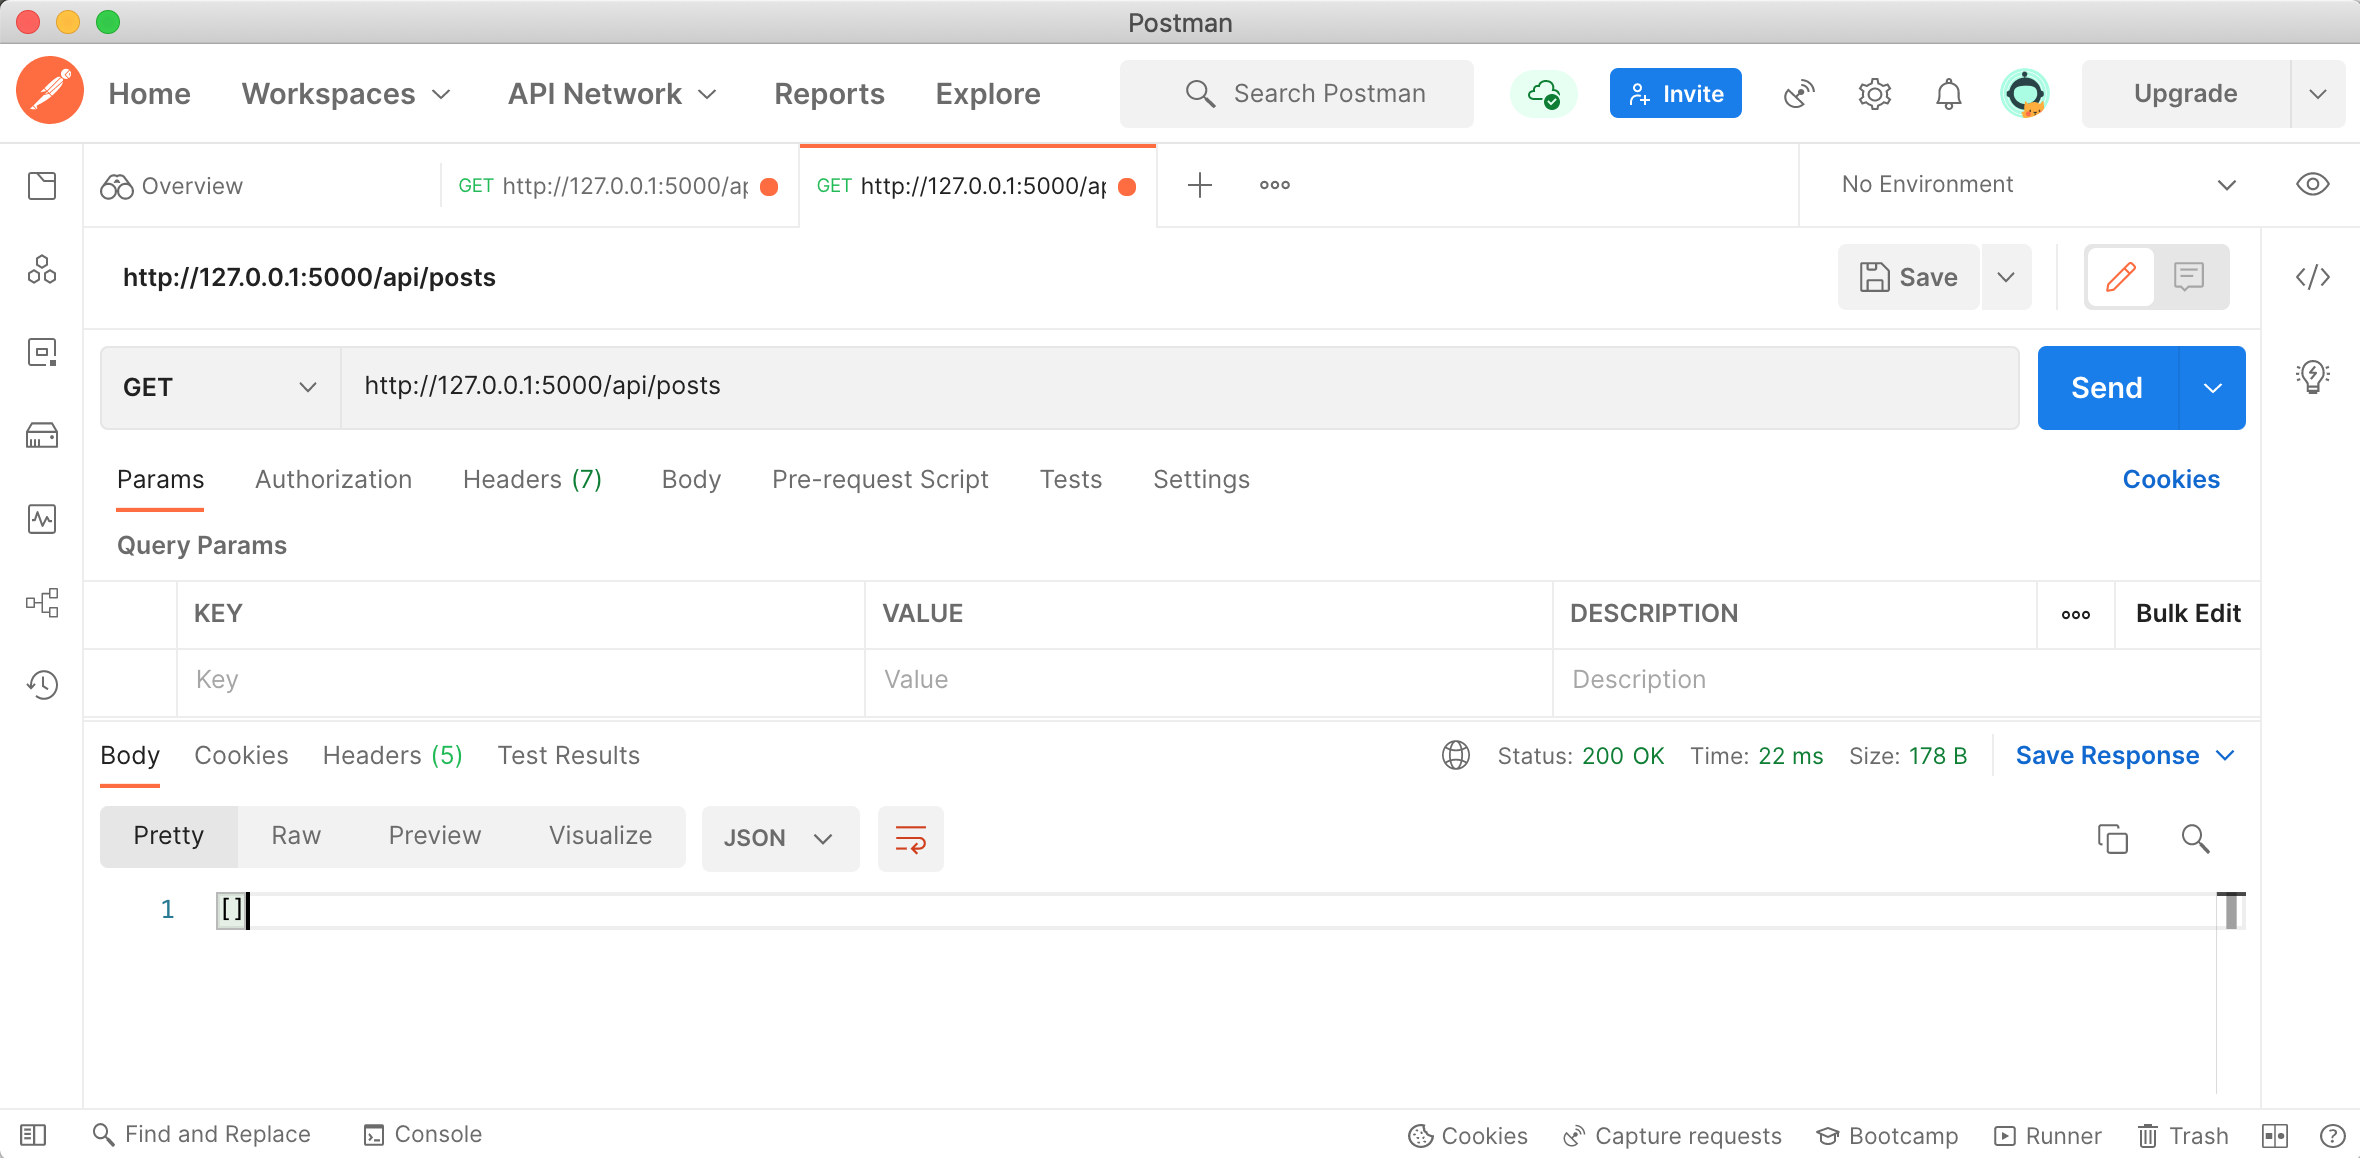 Postman
Home Workspaces API Network Reports Explore Search Postman Invite Upgrade
Overview GET http://127.0.0.1:5000/ap GET http://127.0.0.1:5000/ap No Environment
http://127.0.0.1:5000/api/posts Save
GET http://127.0.0.1:5000/api/posts Send
Params Authorization Headers (7) Body Pre-request Script Tests Settings Cookies
Query Params
KEY VALUE DESCRIPTION Bulk Edit
Key Value Description
Body Cookies Headers (5) Test Results Status: 200 OK Time: 22 ms Size: 178 B Save Response
Pretty Raw Preview Visualize JSON
1 []
Find and Replace Console Cookies Capture requests Bootcamp Runner Trash